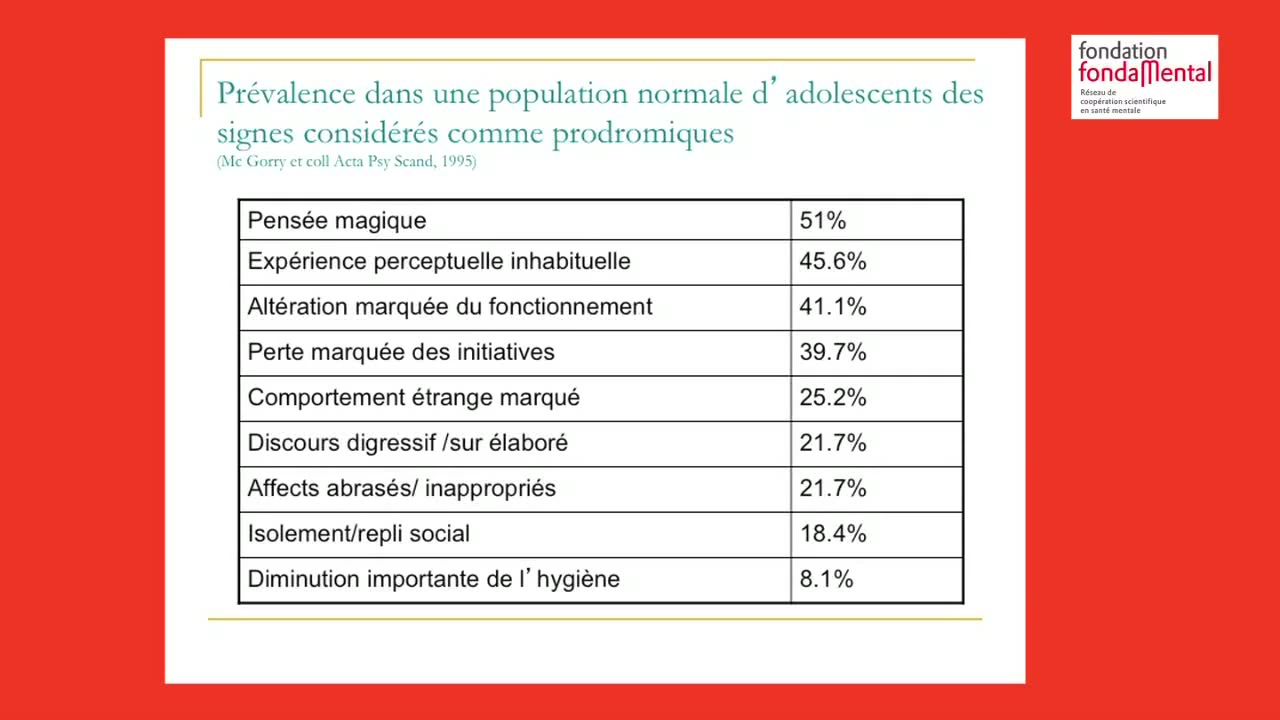 Prévalence dans une population normale d’ adolescents des
signes considérés comme prodromiques
(Mc Gorry et coll Acta Psy Scand, 1995)
Pensée magique 51%
Expérience perceptuelle inhabituelle 45.6%
Altération marquée du fonctionnement 41.1%
Perte marquée des initiatives 39.7%
Comportement étrange marqué 25.2%
Discours digressif /sur élaboré 21.7%
Affects abrasés/ inappropriés 21.7%
Isolement/repli social 18.4%
Diminution importante de l’ hygiène 8.1%
fondation
fondaMental
Réseau de
coopération scientifique
en santé mentale